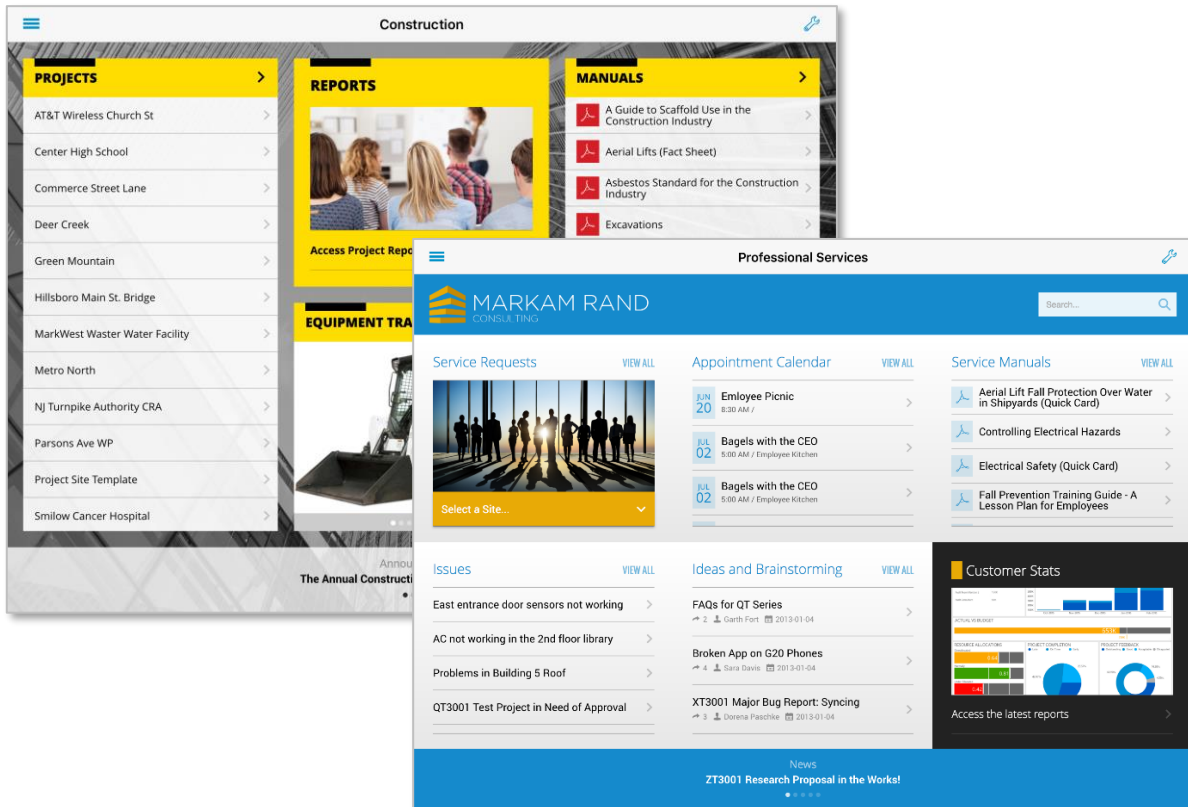 Construction
PROJECTS
AT&T Wireless Church St
Center High School
Commerce Street Lane
Deer Creek
Green Mountain
Hillsboro Main St. Bridge
MarkWest Waster Water Facility
Metro North
NJ Turnpike Authority CRA
Parsons Ave WP
Project Site Template
Smilow Cancer Hospital
REPORTS
Access Project Repo
EQUIPMENT TRA
MANUALS
A Guide to Scaffold Use in the
Construction Industry
Aerial Lifts (Fact Sheet)
Asbestos Standard for the Construction
Industry
Excavations
Annou
The Annual Constructi
Professional Services
MARKAM RAND
CONSULTING
Search...
Service Requests VIEW ALL
Select a Site...
Appointment Calendar VIEW ALL
JUN
20
Emloyee Picnic
8:30 AM /
JUL
02
Bagels with the CEO
5:00 AM / Employee Kitchen
JUL
02
Bagels with the CEO
5:00 AM / Employee Kitchen
Service Manuals VIEW ALL
Aerial Lift Fall Protection Over Water
in Shipyards (Quick Card)
Controlling Electrical Hazards
Electrical Safety (Quick Card)
Fall Prevention Training Guide - A
Lesson Plan for Employees
Issues VIEW ALL
East entrance door sensors not working
AC not working in the 2nd floor library
Problems in Building 5 Roof
QT3001 Test Project in Need of Approval
Ideas and Brainstorming VIEW ALL
FAQs for QT Series
2 Garth Fort 2013-01-04
Broken App on G20 Phones
4 Sara Davis 2013-01-04
XT3001 Major Bug Report: Syncing
3 Dorena Paschke 2013-01-04
Customer Stats
ACTUAL VS BUDGET
RESOURCE ALLOCATIONS
PROJECT COMPLETION
PROJECT FEEDBACK
Access the latest reports
News
ZT3001 Research Proposal in the Works!